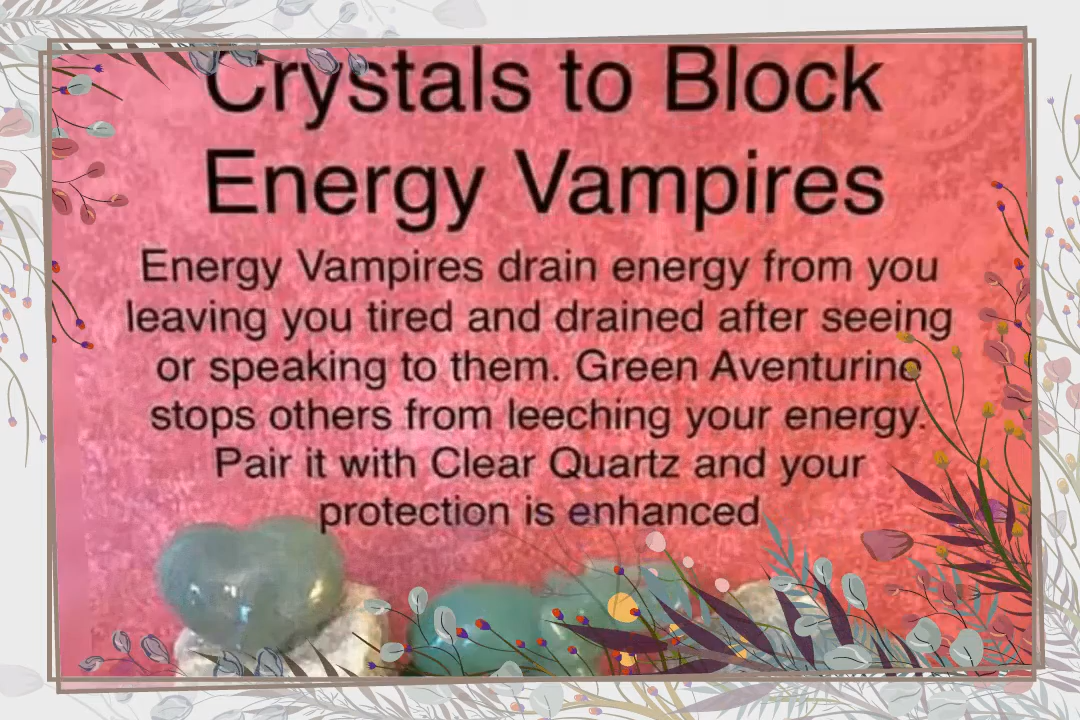 Crystals to Block
Energy Vampires
Energy Vampires drain energy from you
leaving you tired and drained after seeing
or speaking to them. Green Aventurine
stops others from leeching your energy.
Pair it with Clear Quartz and your
protection is enhanced